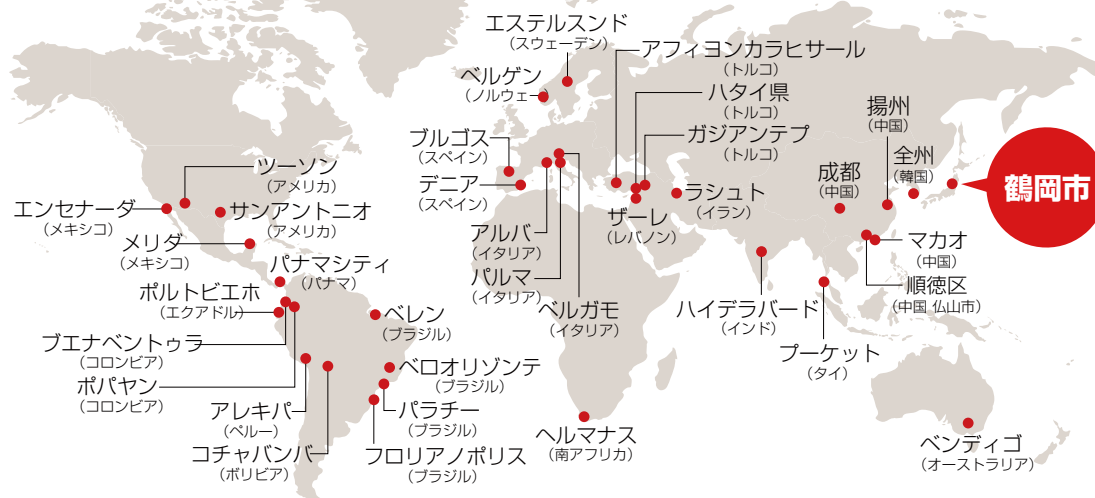 エステルスンド
(スウェーデン)
ベルゲン
(ノルウェー)
アフィヨンカラヒサール
(トルコ)
ハタイ県
(トルコ)
ガジアンテプ
(トルコ)
ブルゴス
(スペイン)
デニア
(スペイン)
アルバ
(イタリア)
パルマ
(イタリア)
ベルガモ
(イタリア)
ザーレ
(レバノン)
ラシュト
(イラン)
揚州
(中国)
全州
(韓国)
成都
(中国)
鶴岡市
マカオ
(中国)
順徳区
(中国 仏山市)
ハイデラバード
(インド)
プーケット
(タイ)
ツーソン
(アメリカ)
エンセナーダ
(メキシコ)
サンアントニオ
(アメリカ)
メリダ
(メキシコ)
パナマシティ
(パナマ)
ポルトビエホ
(エクアドル)
ブエナベントゥラ
(コロンビア)
ポパヤン
(コロンビア)
アレキパ
(ペルー)
コチャバンバ
(ボリビア)
ベレン
(ブラジル)
ベロオリゾンテ
(ブラジル)
パラチー
(ブラジル)
フロリアノポリス
(ブラジル)
ヘルマナス
(南アフリカ)
ベンディゴ
(オーストラリア)